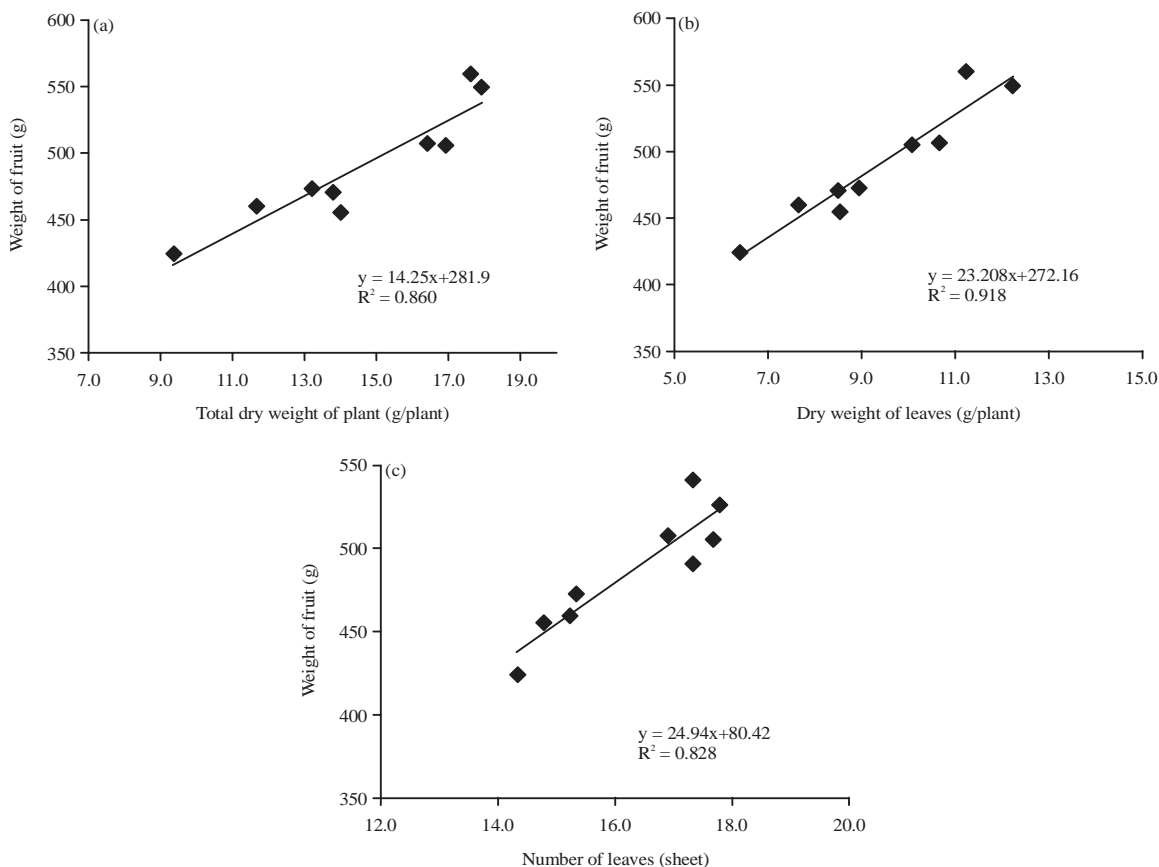 (a)
600
550
500
450
400
350
7.0 9.0 11.0 13.0 15.0 17.0 19.0
Weight of fruit (g)
Total dry weight of plant (g/plant)
y = 14.25x+281.9
R² = 0.860
(b)
600
550
500
450
400
350
5.0 7.0 9.0 11.0 13.0 15.0
Weight of fruit (g)
Dry weight of leaves (g/plant)
y = 23.208x+272.16
R² = 0.918
(c)
550
500
450
400
350
12.0 14.0 16.0 18.0 20.0
Weight of fruit (g)
Number of leaves (sheet)
y = 24.94x+80.42
R² = 0.828